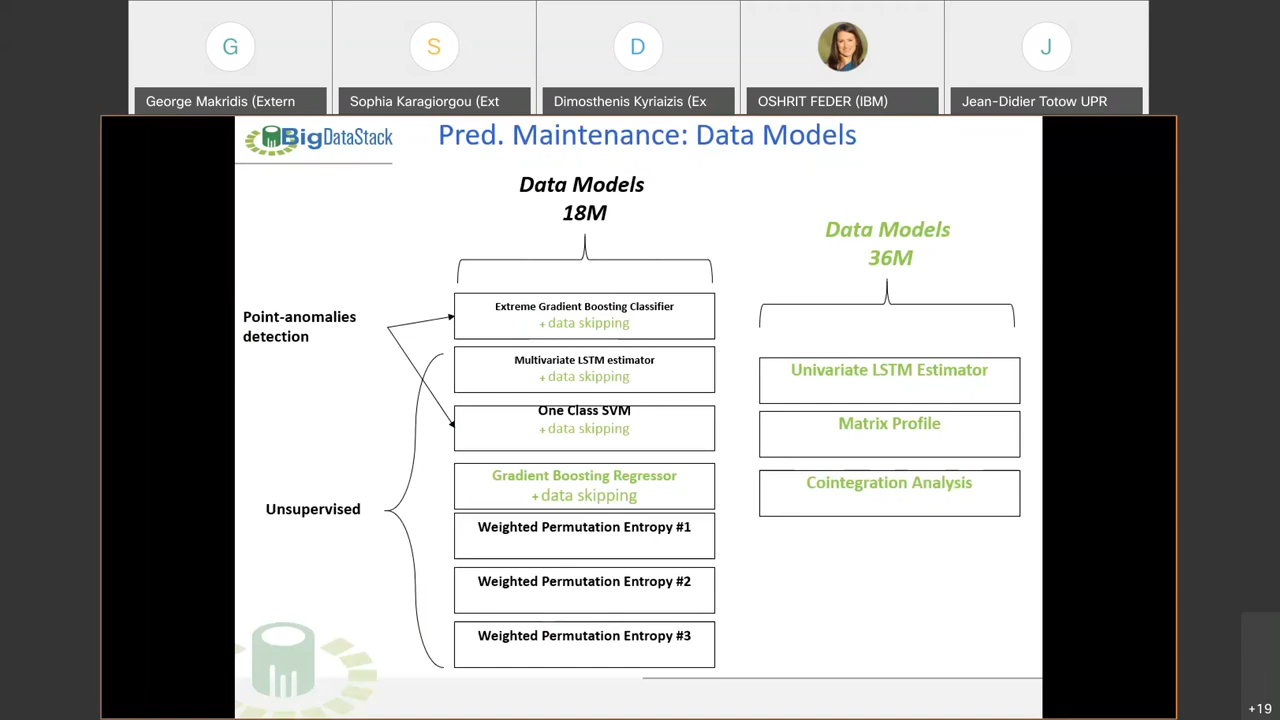 G
S
D
J
George Makridis (Extern
Sophia Karagiorgou (Ext
Dimosthenis Kyriaizis (Ex
OSHRIT FEDER (IBM)
Jean-Didier Totow UPR
BigDataStack
Pred. Maintenance: Data Models
Data Models
18M
Data Models
36M
Point-anomalies
detection
Unsupervised
Extreme Gradient Boosting Classifier
+ data skipping
Multivariate LSTM estimator
+ data skipping
One Class SVM
+ data skipping
Gradient Boosting Regressor
+ data skipping
Weighted Permutation Entropy #1
Weighted Permutation Entropy #2
Weighted Permutation Entropy #3
Univariate LSTM Estimator
Matrix Profile
Cointegration Analysis
+19